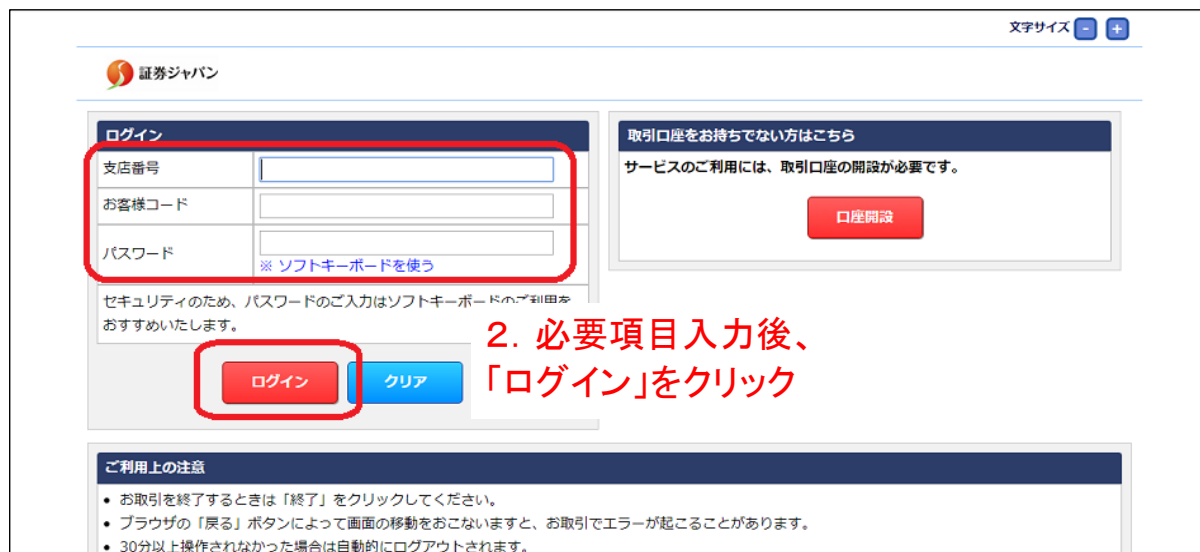 文字サイズ - +
証券ジャパン
ログイン
支店番号
お客様コード
パスワード
※ ソフトキーボードを使う
セキュリティのため、パスワードのご入力はソフトキーボードのご利用を
おすすめいたします。
ログイン クリア
取引口座をお持ちでない方はこちら
サービスのご利用には、取引口座の開設が必要です。
口座開設
２．必要項目入力後、
「ログイン」をクリック
ご利用上の注意
• お取引を終了するときは「終了」をクリックしてください。
• ブラウザの「戻る」ボタンによって画面の移動をおこないますと、お取引でエラーが起こることがあります。
• 30分以上操作されなかった場合は自動的にログアウトされます。